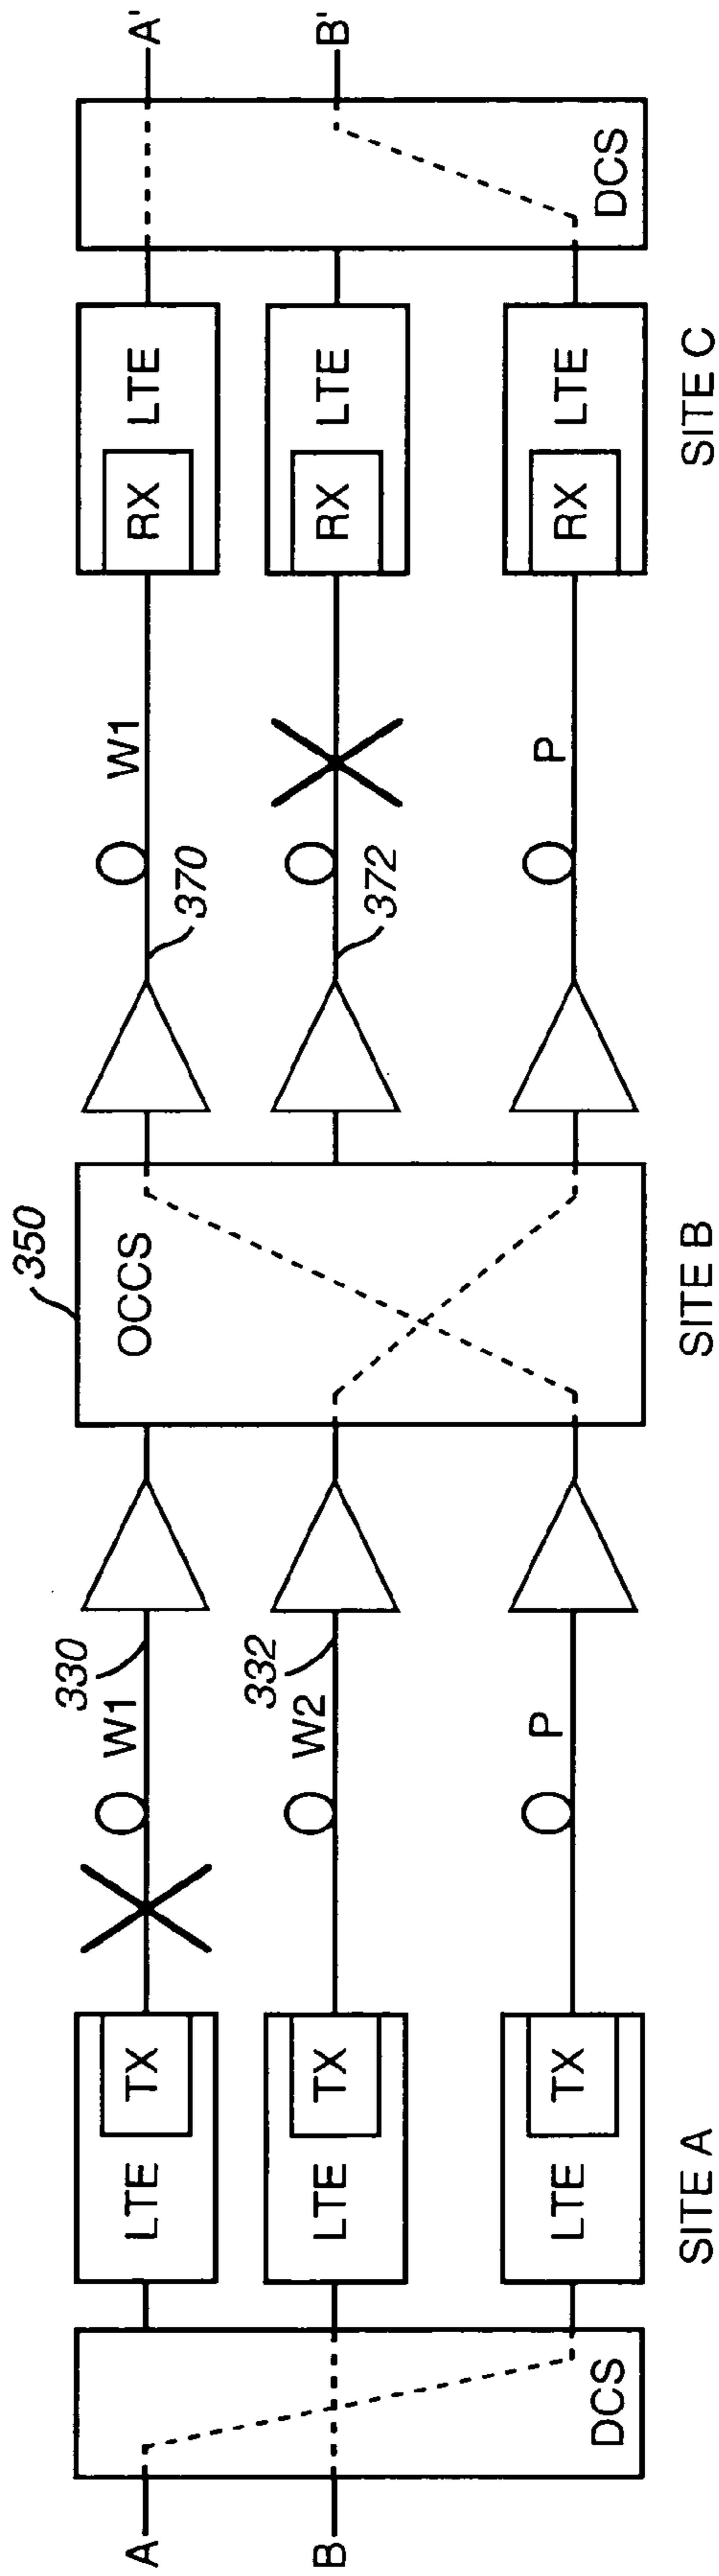 A
B
DCS
LTE
TX
LTE
TX
LTE
TX
SITE A
W1
330
W2
332
P
350
OCCS
SITE B
370
W1
372
P
RX
LTE
RX
LTE
RX
LTE
SITE C
DCS
A'
B'